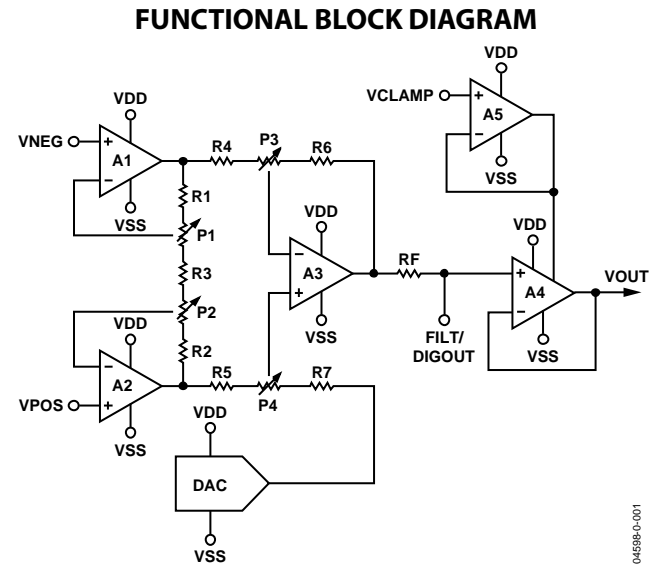 FUNCTIONAL BLOCK DIAGRAM
VDD
VCLAMP
+
A5
−
VSS
VDD
VNEG
+
A1
−
VSS
R4
P3
R6
R1
P1
R3
P2
R2
VDD
−
A3
+
VSS
RF
FILT/
DIGOUT
VDD
+
A4
−
VSS
VOUT
VDD
−
A2
VPOS
+
VSS
R5
P4
R7
VDD
DAC
VSS
04598-0-001